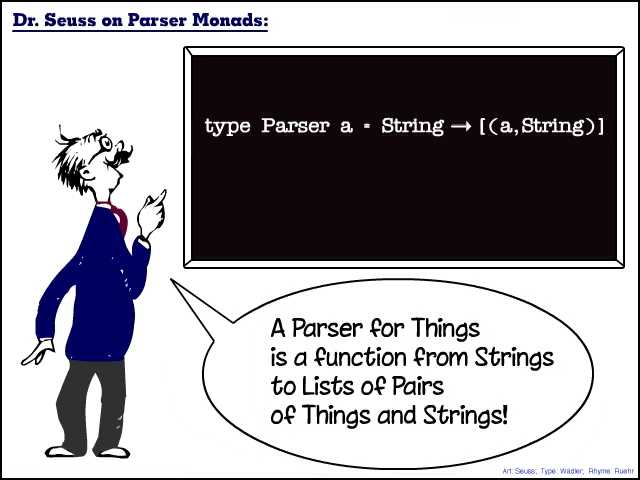 Dr. Seuss on Parser Monads:
type Parser a = String → [(a,String)]
A Parser for Things
is a function from Strings
to Lists of Pairs
of Things and Strings!
Art: Seuss; Type: Wadler; Rhyme: Ruehr